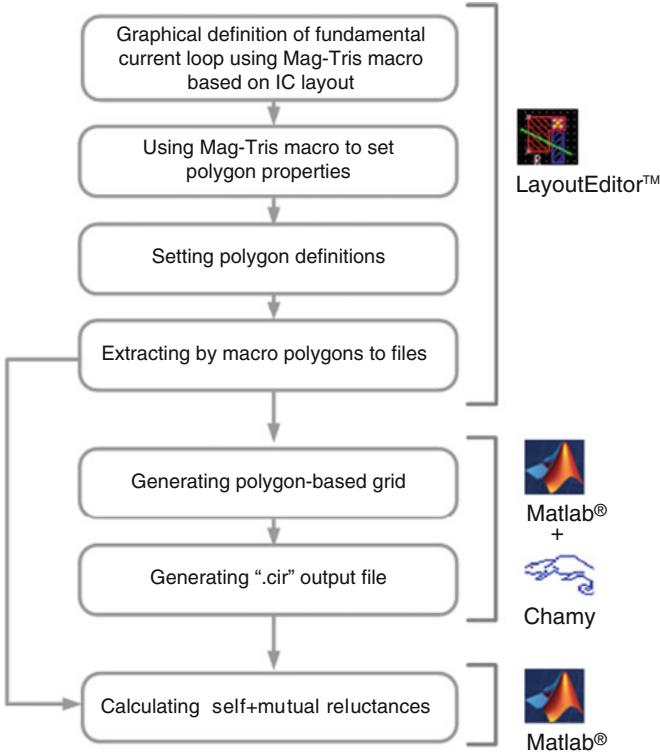 Graphical definition of fundamental
current loop using Mag-Tris macro
based on IC layout
Using Mag-Tris macro to set
polygon properties
Setting polygon definitions
Extracting by macro polygons to files
LayoutEditor™
Generating polygon-based grid
Generating “.cir” output file
Matlab®
+
Chamy
Calculating self+mutual reluctances
Matlab®